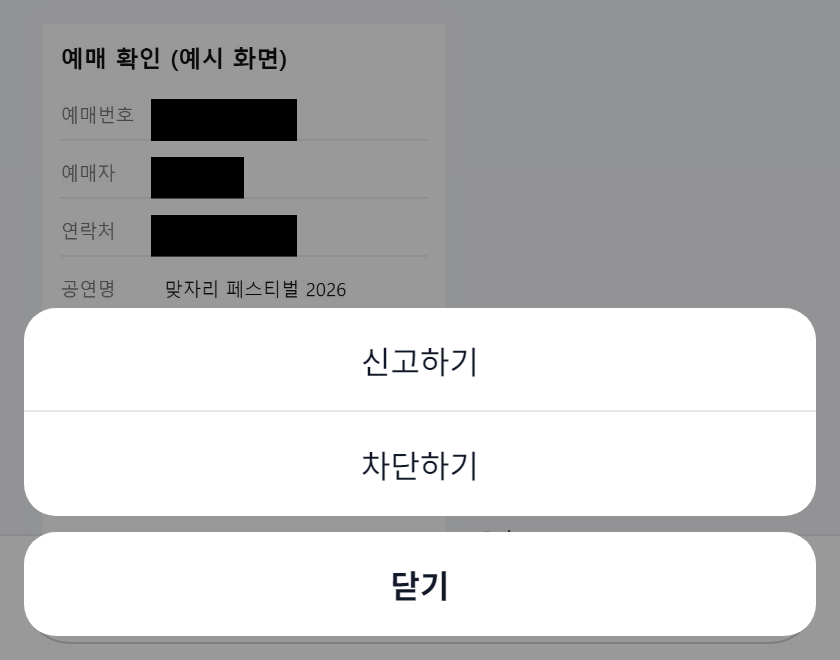 예매 확인 (예시 화면)
예매번호
예매자
연락처
공연명 맞자리 페스티벌 2026
신고하기
차단하기
닫기